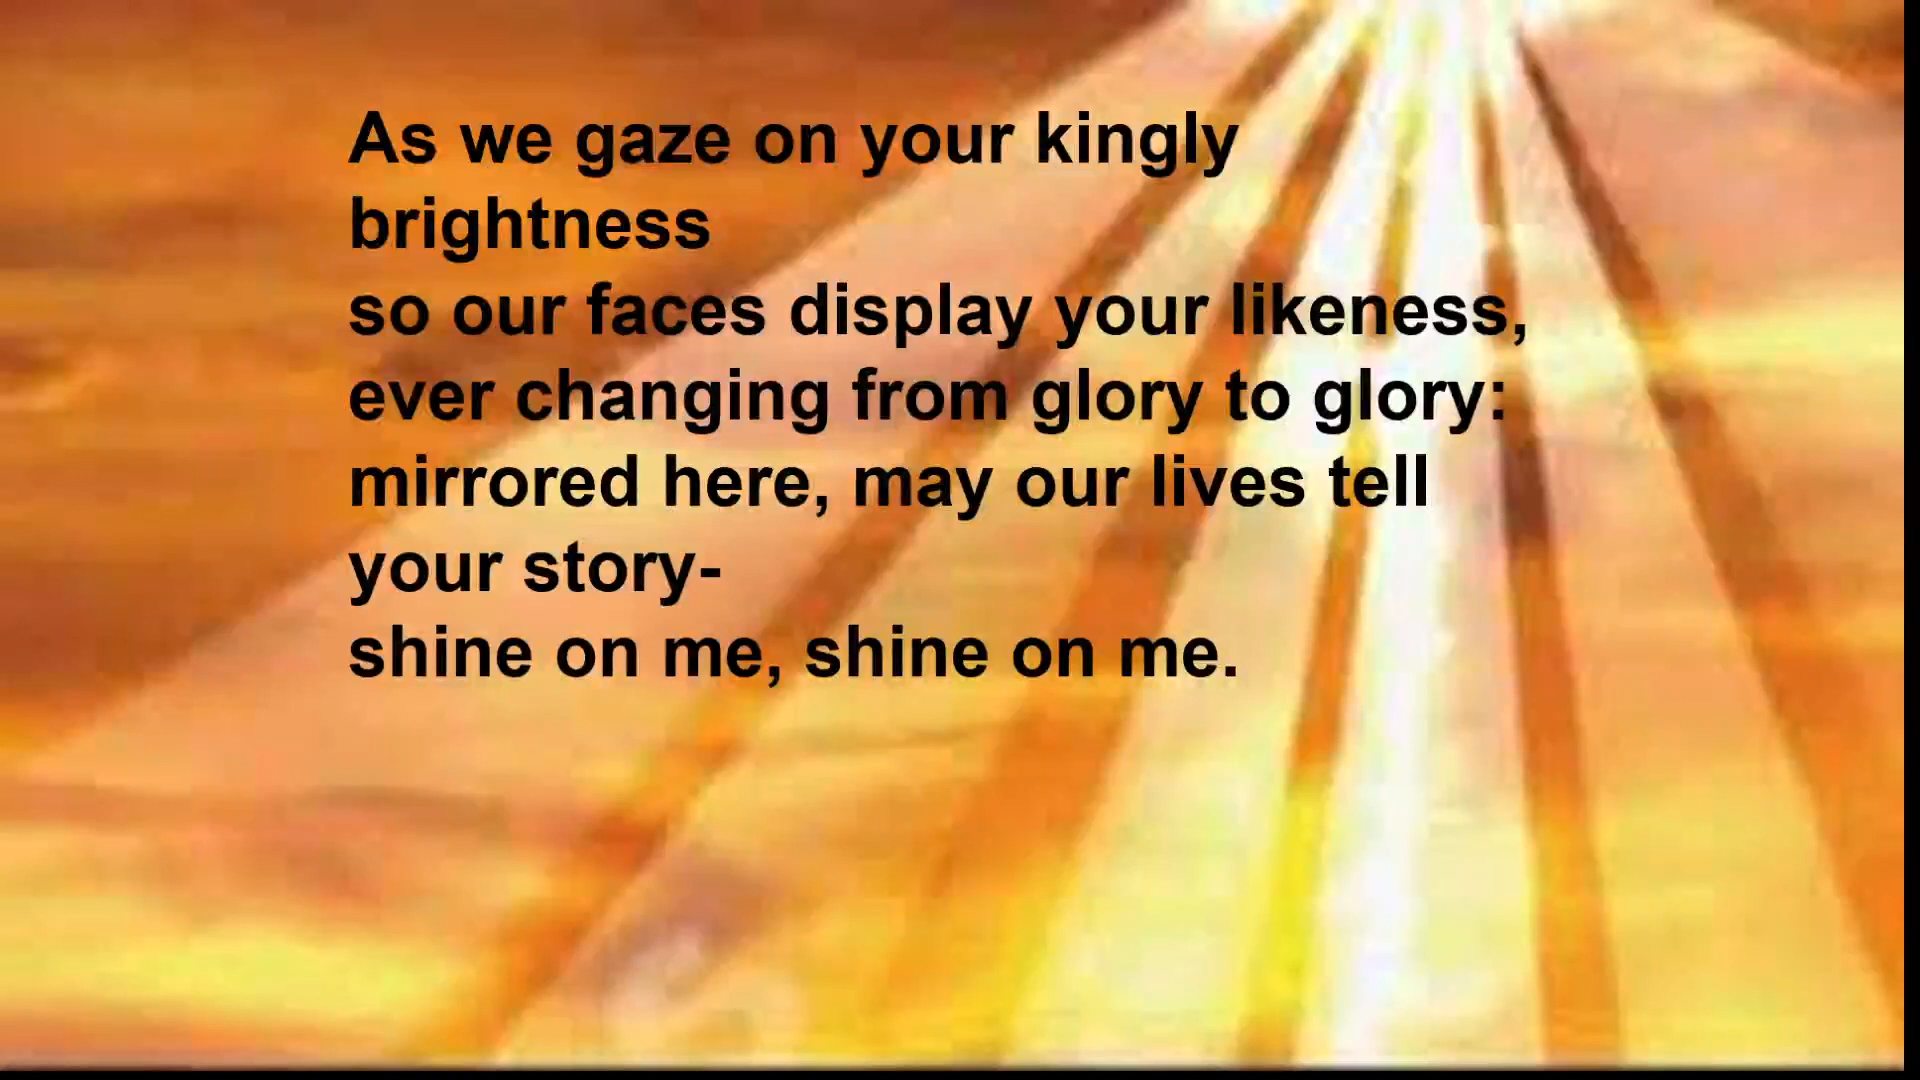 As we gaze on your kingly
brightness
so our faces display your likeness,
ever changing from glory to glory:
mirrored here, may our lives tell
your story-
shine on me, shine on me.